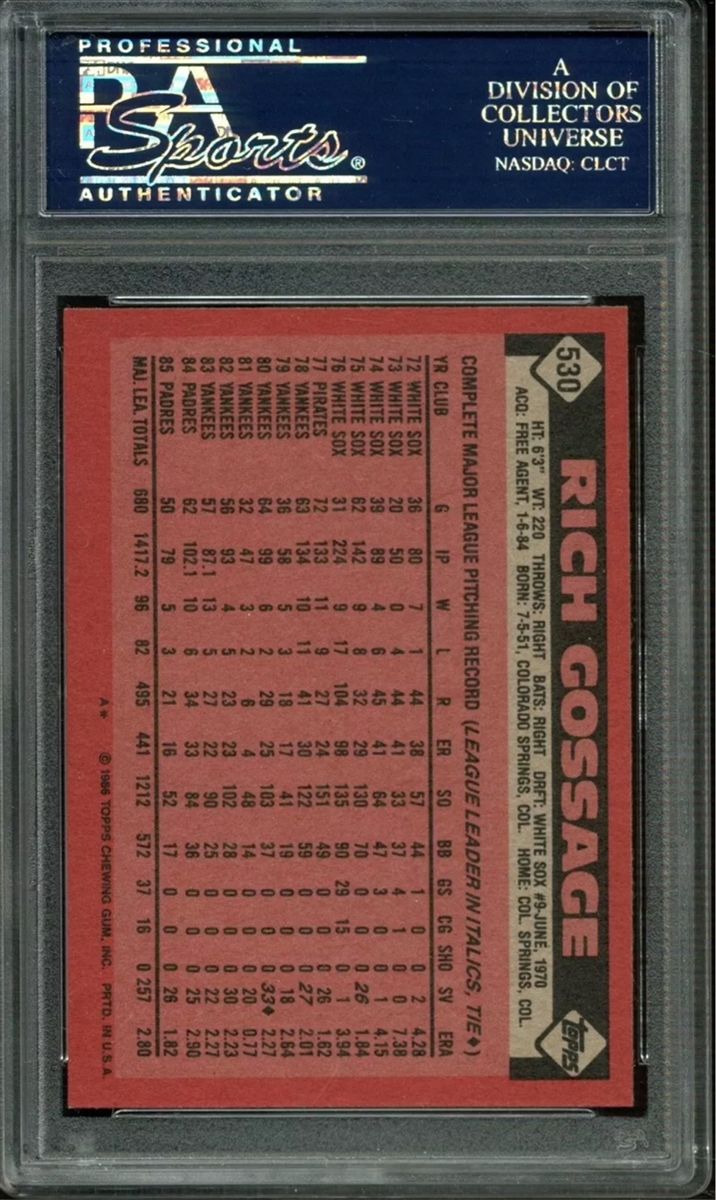 PROFESSIONAL
PSA
Sports®
AUTHENTICATOR
A
DIVISION OF
COLLECTORS
UNIVERSE
NASDAQ: CLCT
530
RICH GOSSAGE
TOPPS
HT: 6'3" WT: 220 THROWS: RIGHT BATS: RIGHT DRFT: WHITE SOX #9-JUNE, 1970
ACQ: FREE AGENT, 1-6-84 BORN: 7-5-51, COLORADO SPRINGS, COL. HOME: COL. SPRINGS, COL.
COMPLETE MAJOR LEAGUE PITCHING RECORD (LEAGUE LEADER IN ITALICS, TIE♦)
YR CLUB G IP W L R ER SO BB GS CG SHO SV ERA
72 WHITE SOX 36 80 7 1 44 38 57 44 1 0 0 2 4.28
73 WHITE SOX 20 50 0 4 44 41 33 37 4 1 0 0 7.38
74 WHITE SOX 39 89 4 6 45 41 64 47 3 0 0 1 4.15
75 WHITE SOX 62 142 9 8 32 29 130 70 0 0 0 26 1.84
76 WHITE SOX 31 224 9 17 104 98 135 90 29 15 0 1 3.94
77 PIRATES 72 133 11 9 27 24 151 49 0 0 0 26 1.62
78 YANKEES 63 134 10 11 41 30 122 59 0 0 0 27 2.01
79 YANKEES 36 58 5 3 18 17 41 19 0 0 0 18 2.64
80 YANKEES 64 99 6 2 29 25 103 37 0 0 0 33♦ 2.27
81 YANKEES 32 47 3 2 6 4 48 14 0 0 0 20 0.77
82 YANKEES 56 93 4 5 23 23 102 28 0 0 0 30 2.23
83 YANKEES 57 87.1 13 5 27 22 90 25 0 0 0 22 2.27
84 PADRES 62 102.1 10 6 34 33 84 36 0 0 0 25 2.90
85 PADRES 50 79 5 3 21 16 52 17 0 0 0 26 1.82
MAJ. LEA. TOTALS 680 1417.2 96 82 495 441 1212 572 37 16 0 257 2.80
A* © 1986 TOPPS CHEWING GUM, INC. PRTD. IN U.S.A.